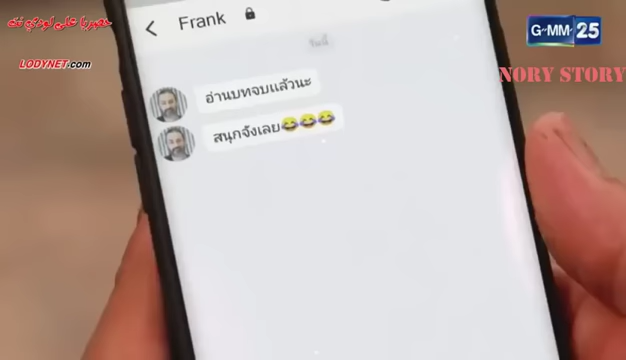 حصريا على لودي نت
LODYNET.com
GMM 25
NORY STORY
Frank
วันนี้
อ่านบทจบแล้วนะ
สนุกจังเลย😂😂😂